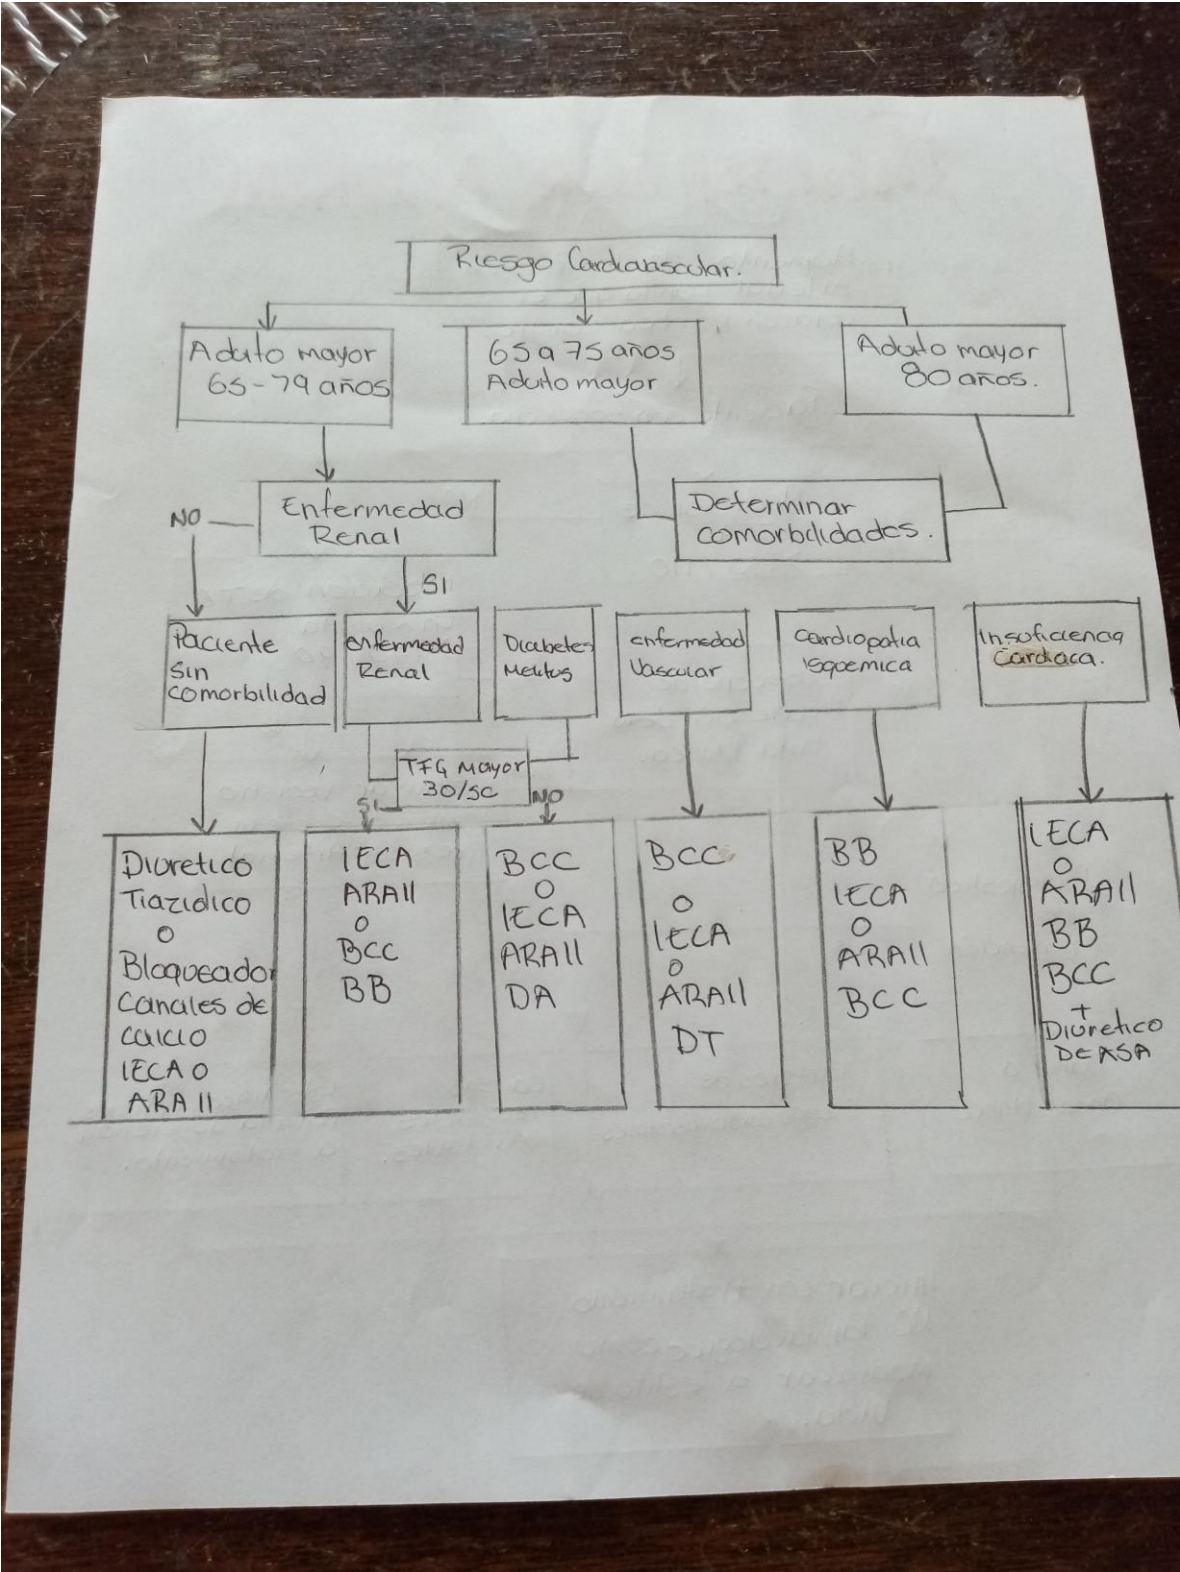 Riesgo Cardiovascular.
Adulto mayor
65-79 años
65 a 75 años
Adulto mayor
Adulto mayor
80 años.
NO
Enfermedad
Renal
Determinar
comorbilidades.
SI
Paciente
sin
comorbilidad
enfermedad
Renal
Diabetes
Melitus
enfermedad
Vascular
Cardiopatia
Isquemica
Insuficiencia
Cardiaca.
TFG Mayor
30/sc
SI
NO
Diuretico
Tiazidico
o
Bloqueador
Canales de
calcio
IECA O
ARA II
IECA
ARAII
o
BCC
BB
BCC
O
IECA
ARAII
DA
BCC
o
IECA
o
ARAII
DT
BB
IECA
O
ARAII
BCC
IECA
O
ARAII
BB
BCC
+
Diuretico
DE ASA